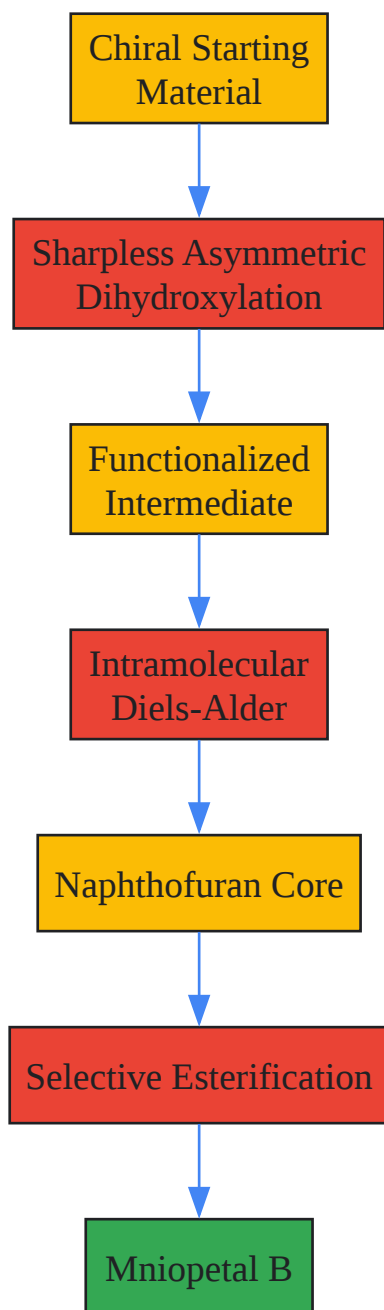 Chiral Starting
Material
Sharpless Asymmetric
Dihydroxylation
Functionalized
Intermediate
Intramolecular
Diels-Alder
Naphthofuran Core
Selective Esterification
Mniopetal B